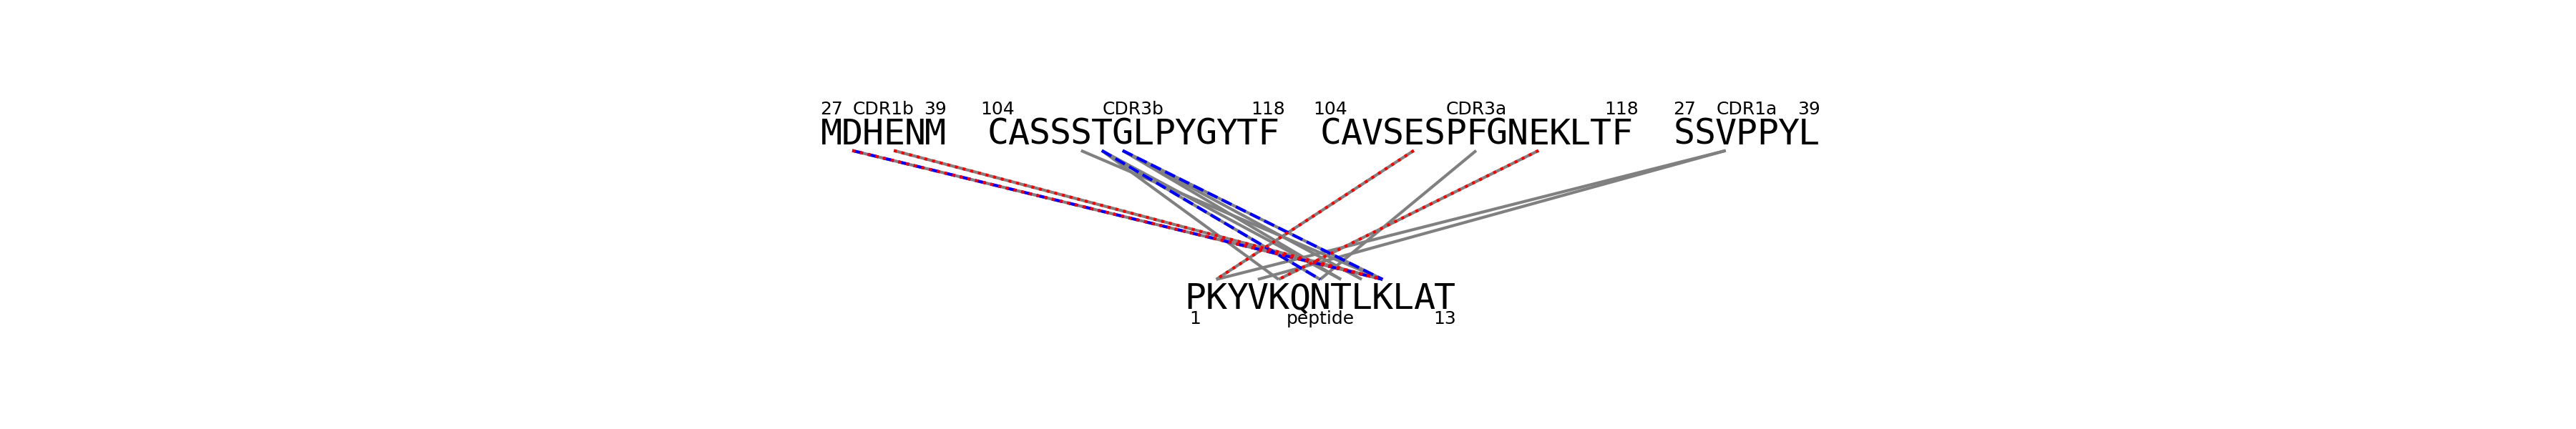 27 CDR1b 39 104 CDR3b 118 104 CDR3a 118 27 CDR1a 39
MDHENM CASSSTGLPYGYTF CAVSESPFGNEKLTF SSVPPYL
PKYVKQNTLKLAT
1 peptide 13